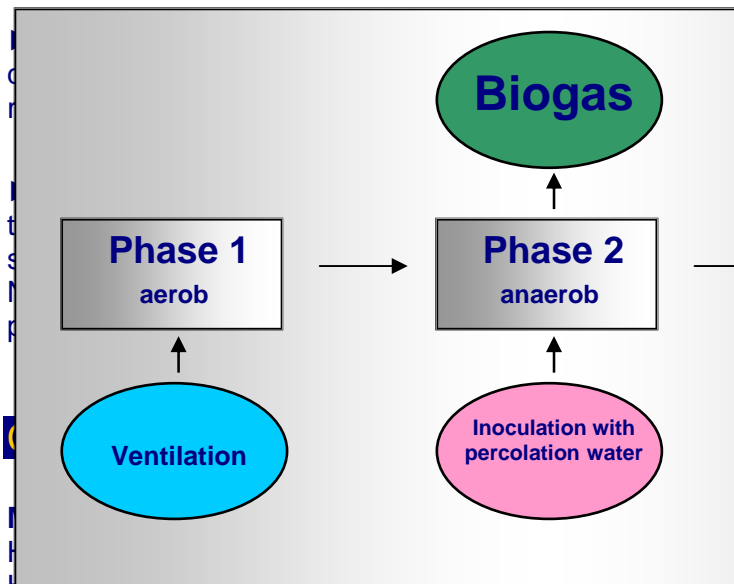 Biogas
Phase 1
aerob
Phase 2
anaerob
Ventilation
Inoculation with
percolation water